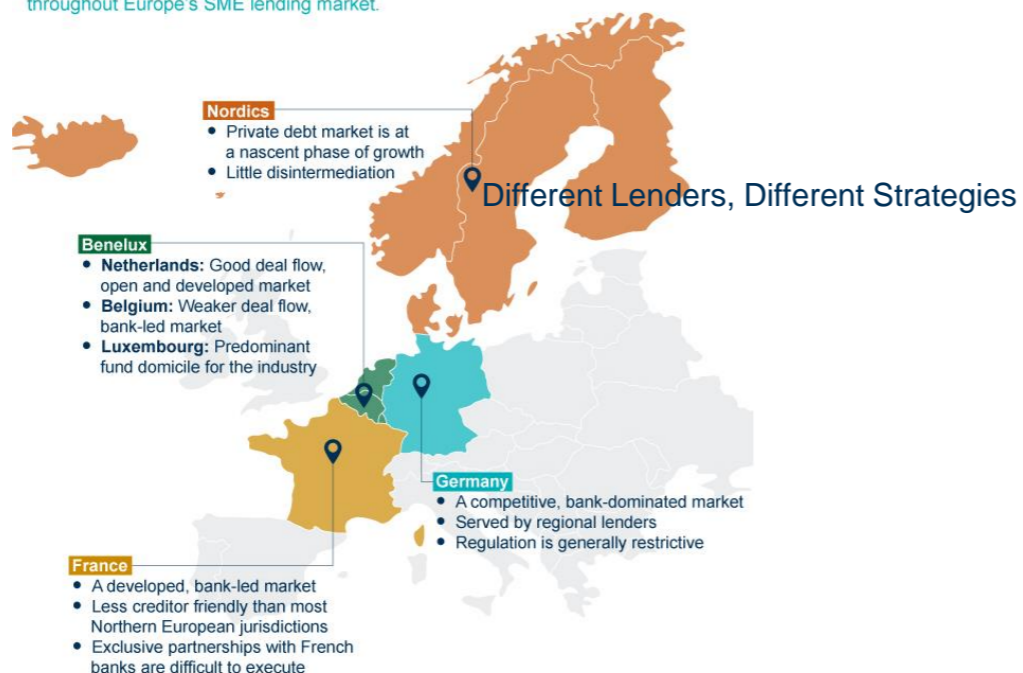 throughout Europe's SME lending market.
Nordics
• Private debt market is at
a nascent phase of growth
• Little disintermediation
Different Lenders, Different Strategies
Benelux
• Netherlands: Good deal flow,
open and developed market
• Belgium: Weaker deal flow,
bank-led market
• Luxembourg: Predominant
fund domicile for the industry
Germany
• A competitive, bank-dominated market
• Served by regional lenders
• Regulation is generally restrictive
France
• A developed, bank-led market
• Less creditor friendly than most
Northern European jurisdictions
• Exclusive partnerships with French
banks are difficult to execute